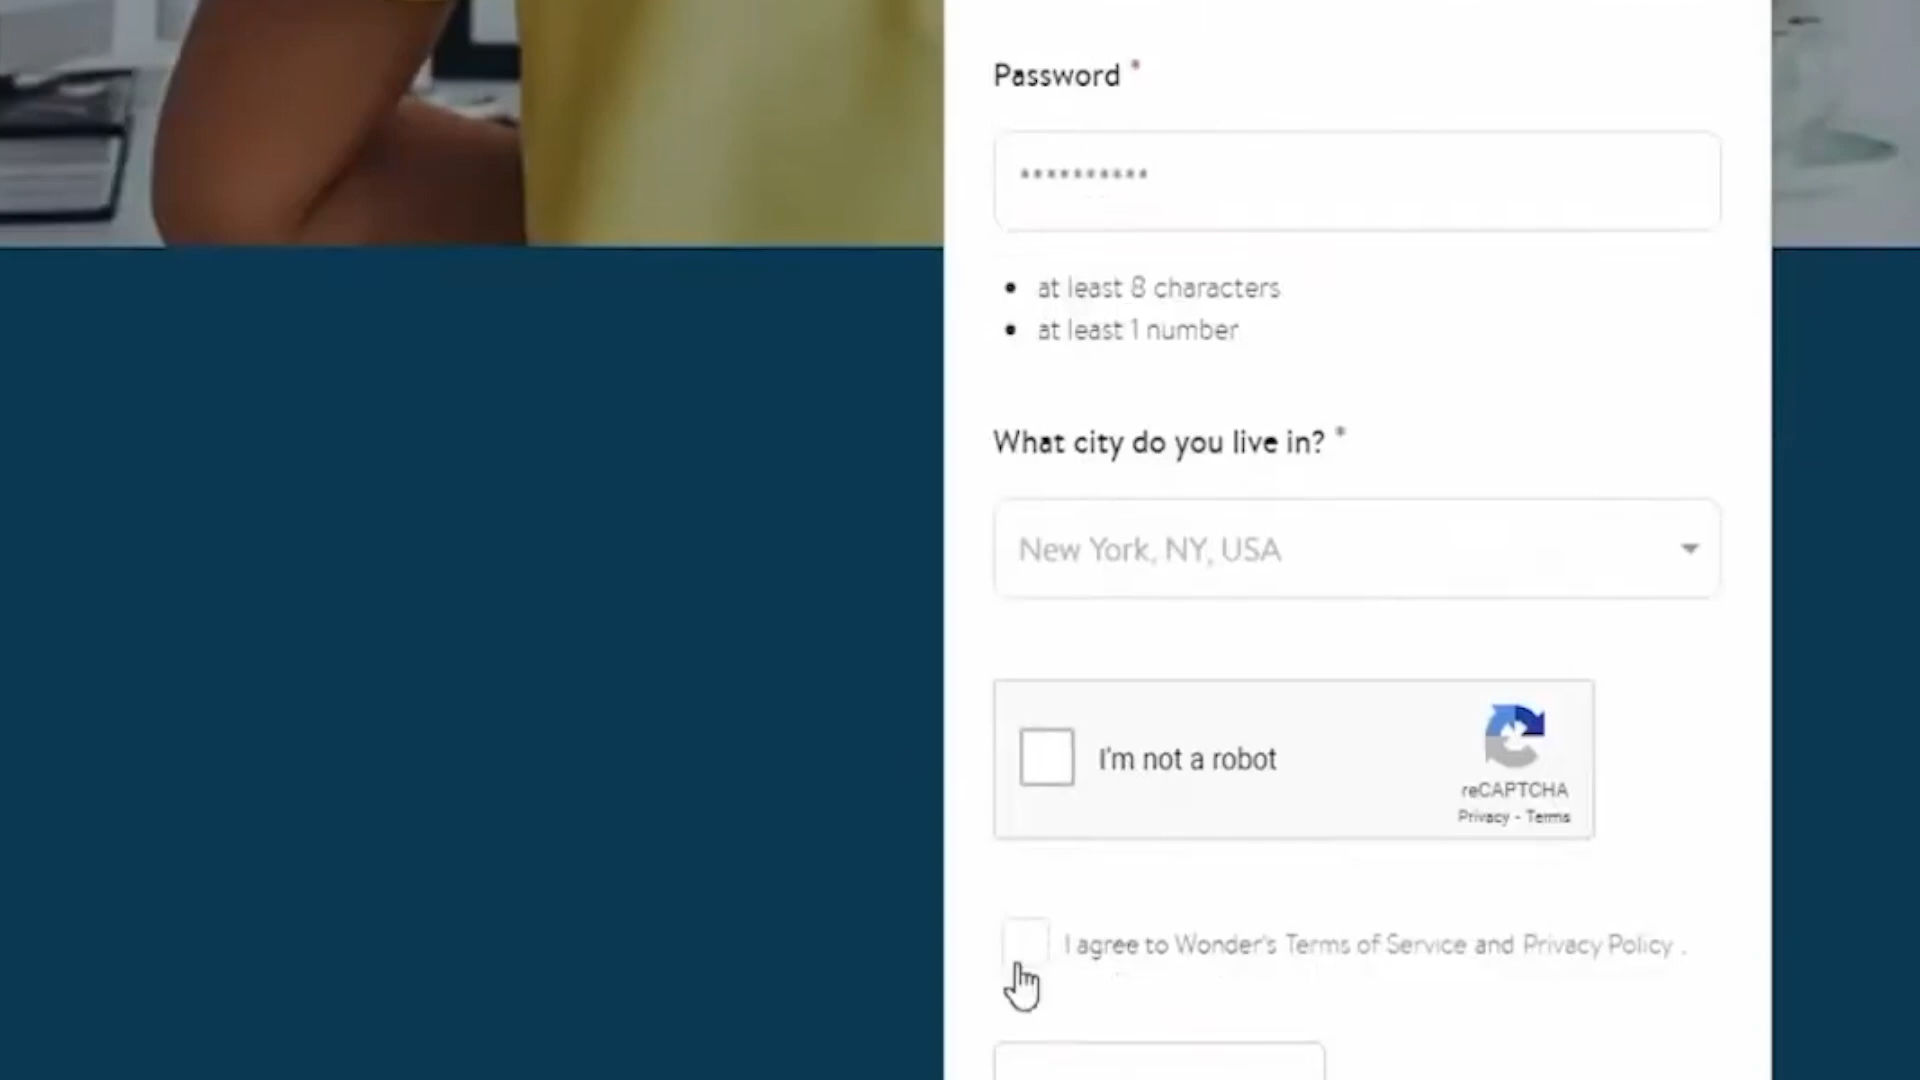 Password *
**********
at least 8 characters
at least 1 number
What city do you live in? *
New York, NY, USA
I'm not a robot
reCAPTCHA
Privacy - Terms
I agree to Wonder's Terms of Service and Privacy Policy .